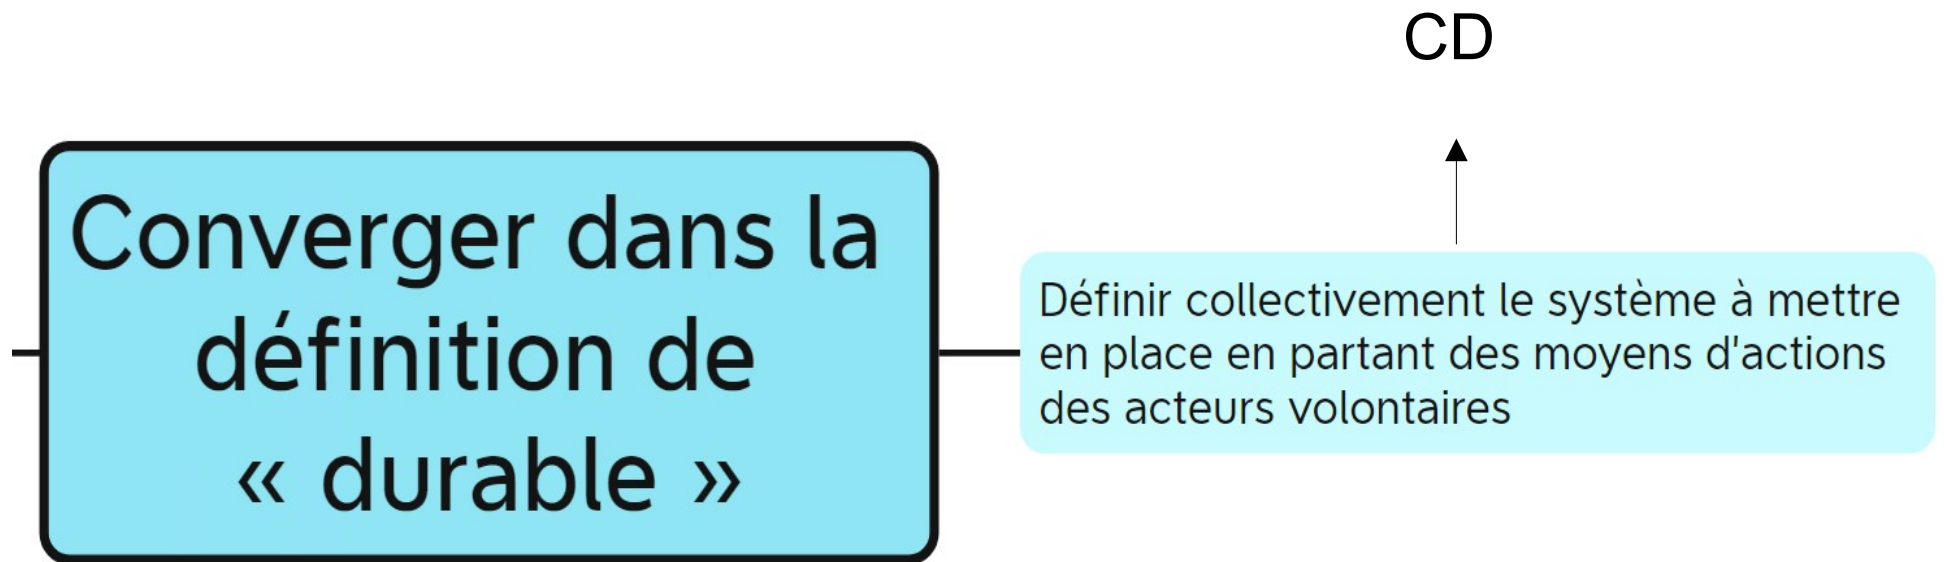 CD
Converger dans la
définition de
« durable »
Définir collectivement le système à mettre
en place en partant des moyens d'actions
des acteurs volontaires